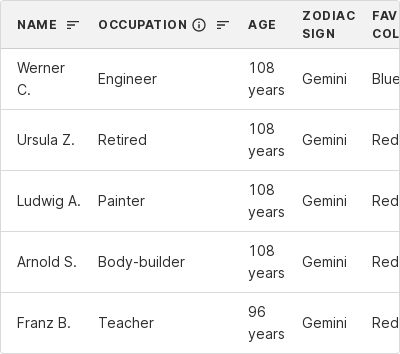 NAME OCCUPATION AGE ZODIAC SIGN FAV COL
Werner C. Engineer 108 years Gemini Blue
Ursula Z. Retired 108 years Gemini Red
Ludwig A. Painter 108 years Gemini Red
Arnold S. Body-builder 108 years Gemini Red
Franz B. Teacher 96 years Gemini Red